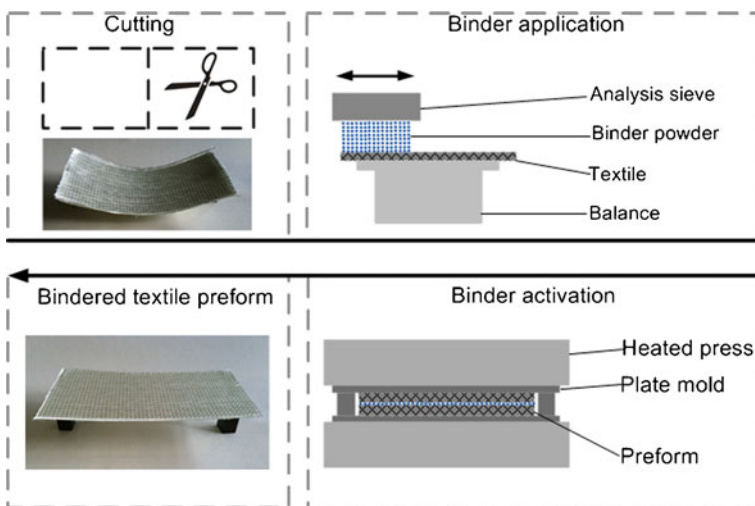 Cutting
Binder application
Analysis sieve
Binder powder
Textile
Balance
Bindered textile preform
Binder activation
Heated press
Plate mold
Preform